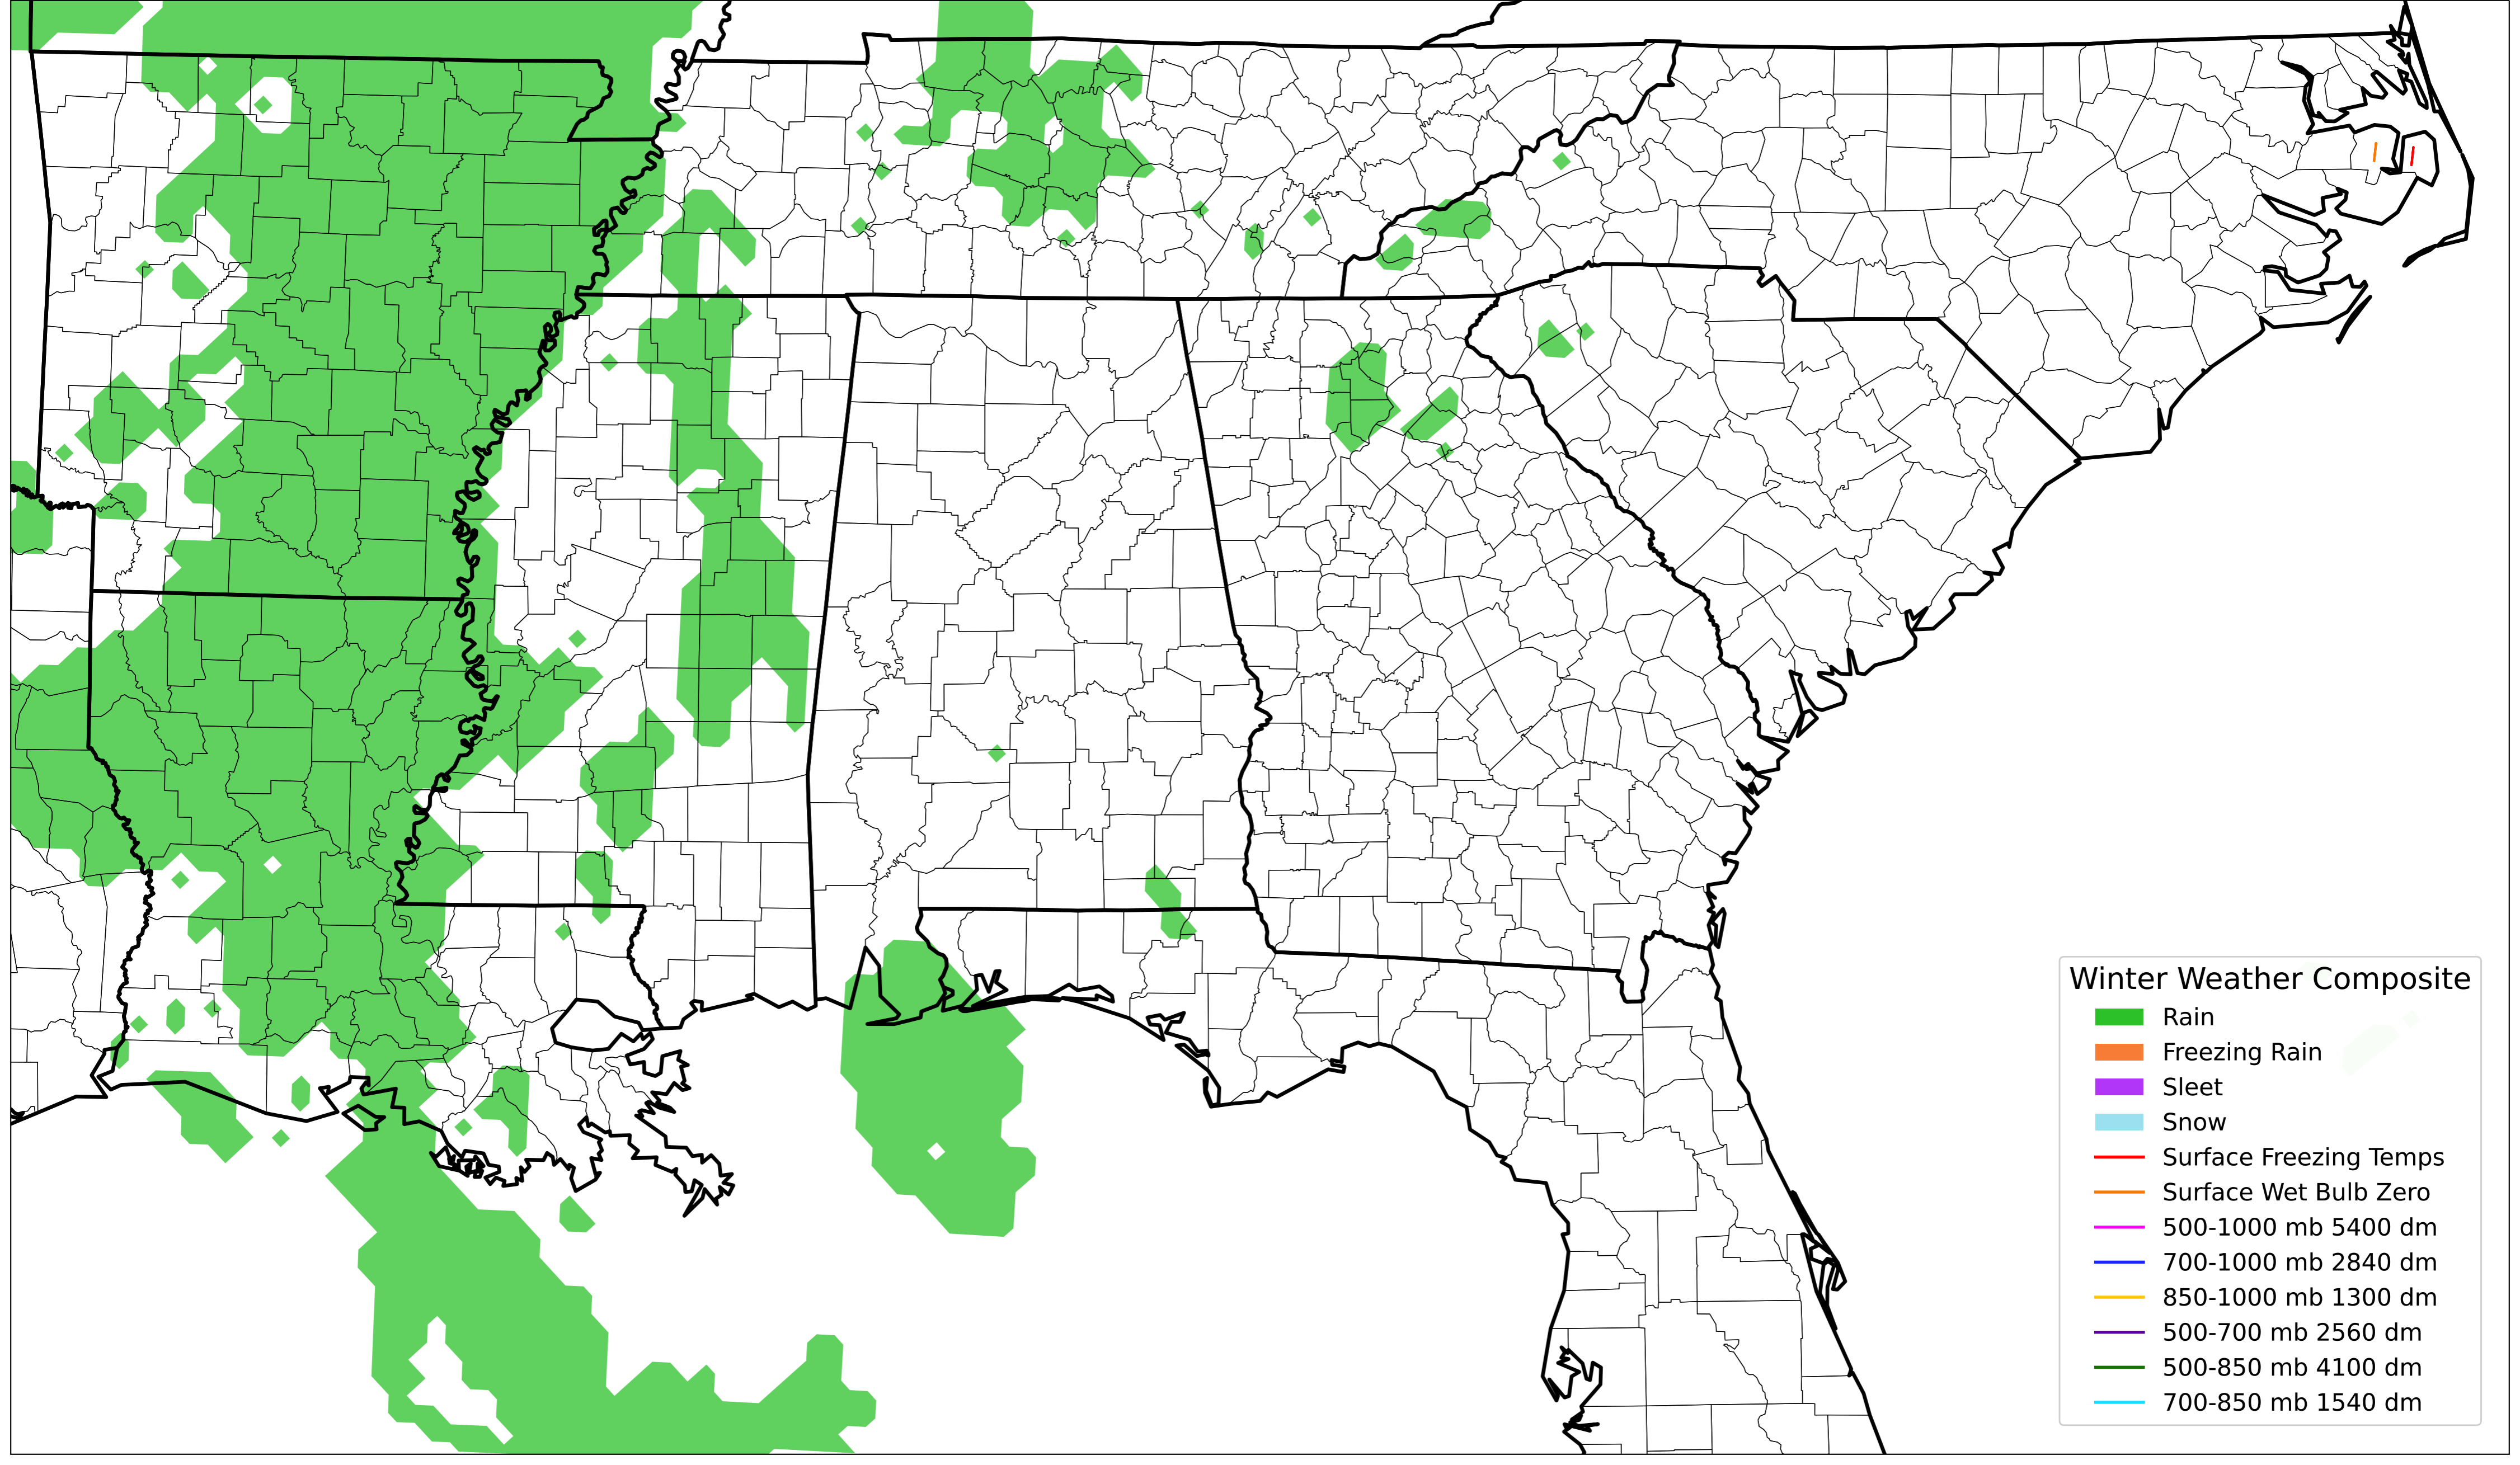 Winter Weather Composite
Rain
Freezing Rain
Sleet
Snow
Surface Freezing Temps
Surface Wet Bulb Zero
500-1000 mb 5400 dm
700-1000 mb 2840 dm
850-1000 mb 1300 dm
500-700 mb 2560 dm
500-850 mb 4100 dm
700-850 mb 1540 dm